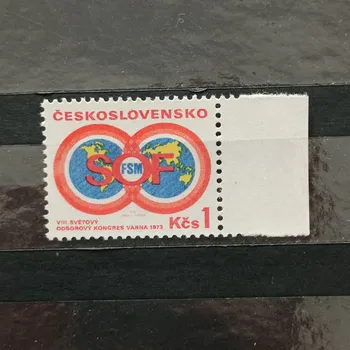 ČESKOSLOVENSKO
SOF
FSM
Kčs 1
VIII. SVĚTOVÝ
ODBOROVÝ KONGRES VARNA 1973